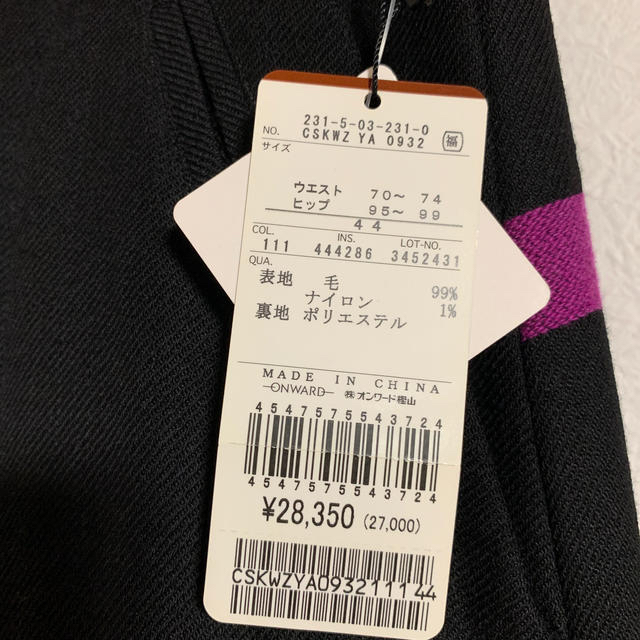 231-5-03-231-0
NO. CSKWZ YA 0932 福
サイズ
ウエスト 70～ 74
ヒップ 95～ 99
44
COL. INS. LOT-NO.
111 444286 3452431
QUA.
表地 毛 99%
ナイロン 1%
裏地 ポリエステル
MADE IN CHINA
ONWARD ㈱オンワード樫山
4547575543724
4547575543724
¥28,350 (27,000)
CSKWZYA093211144